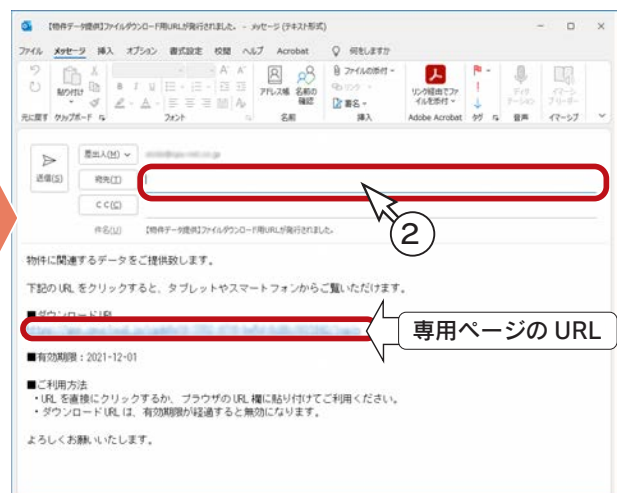 【物件データ提供】ファイルダウンロード用URLが発行されました。 - メッセージ (テキスト形式)
ファイル メッセージ 挿入 オプション 書式設定 校閲 ヘルプ Acrobat 何をしますか
元に戻す
貼り付け
クリップボード
B I U
A A
フォント
アドレス帳 名前の確認
名前
ファイルの添付
リンク
署名
挿入
リンク経由でファイルを添付
Adobe Acrobat
タグ
ディクテーション
音声
イマーシブ リーダー
イマーシブ
送信(S)
差出人(M)
宛先(T)
②
CC(C)
件名(U) 【物件データ提供】ファイルダウンロード用URLが発行されました。
物件に関連するデータをご提供致します。
下記の URL をクリックすると、タブレットやスマートフォンからご覧いただけます。
■ダウンロードURL
専用ページの URL
■有効期限：2021-12-01
■ご利用方法
・URL を直接にクリックするか、ブラウザの URL 欄に貼り付けてご利用ください。
・ダウンロード URL は、有効期限が経過すると無効になります。
よろしくお願いいたします。